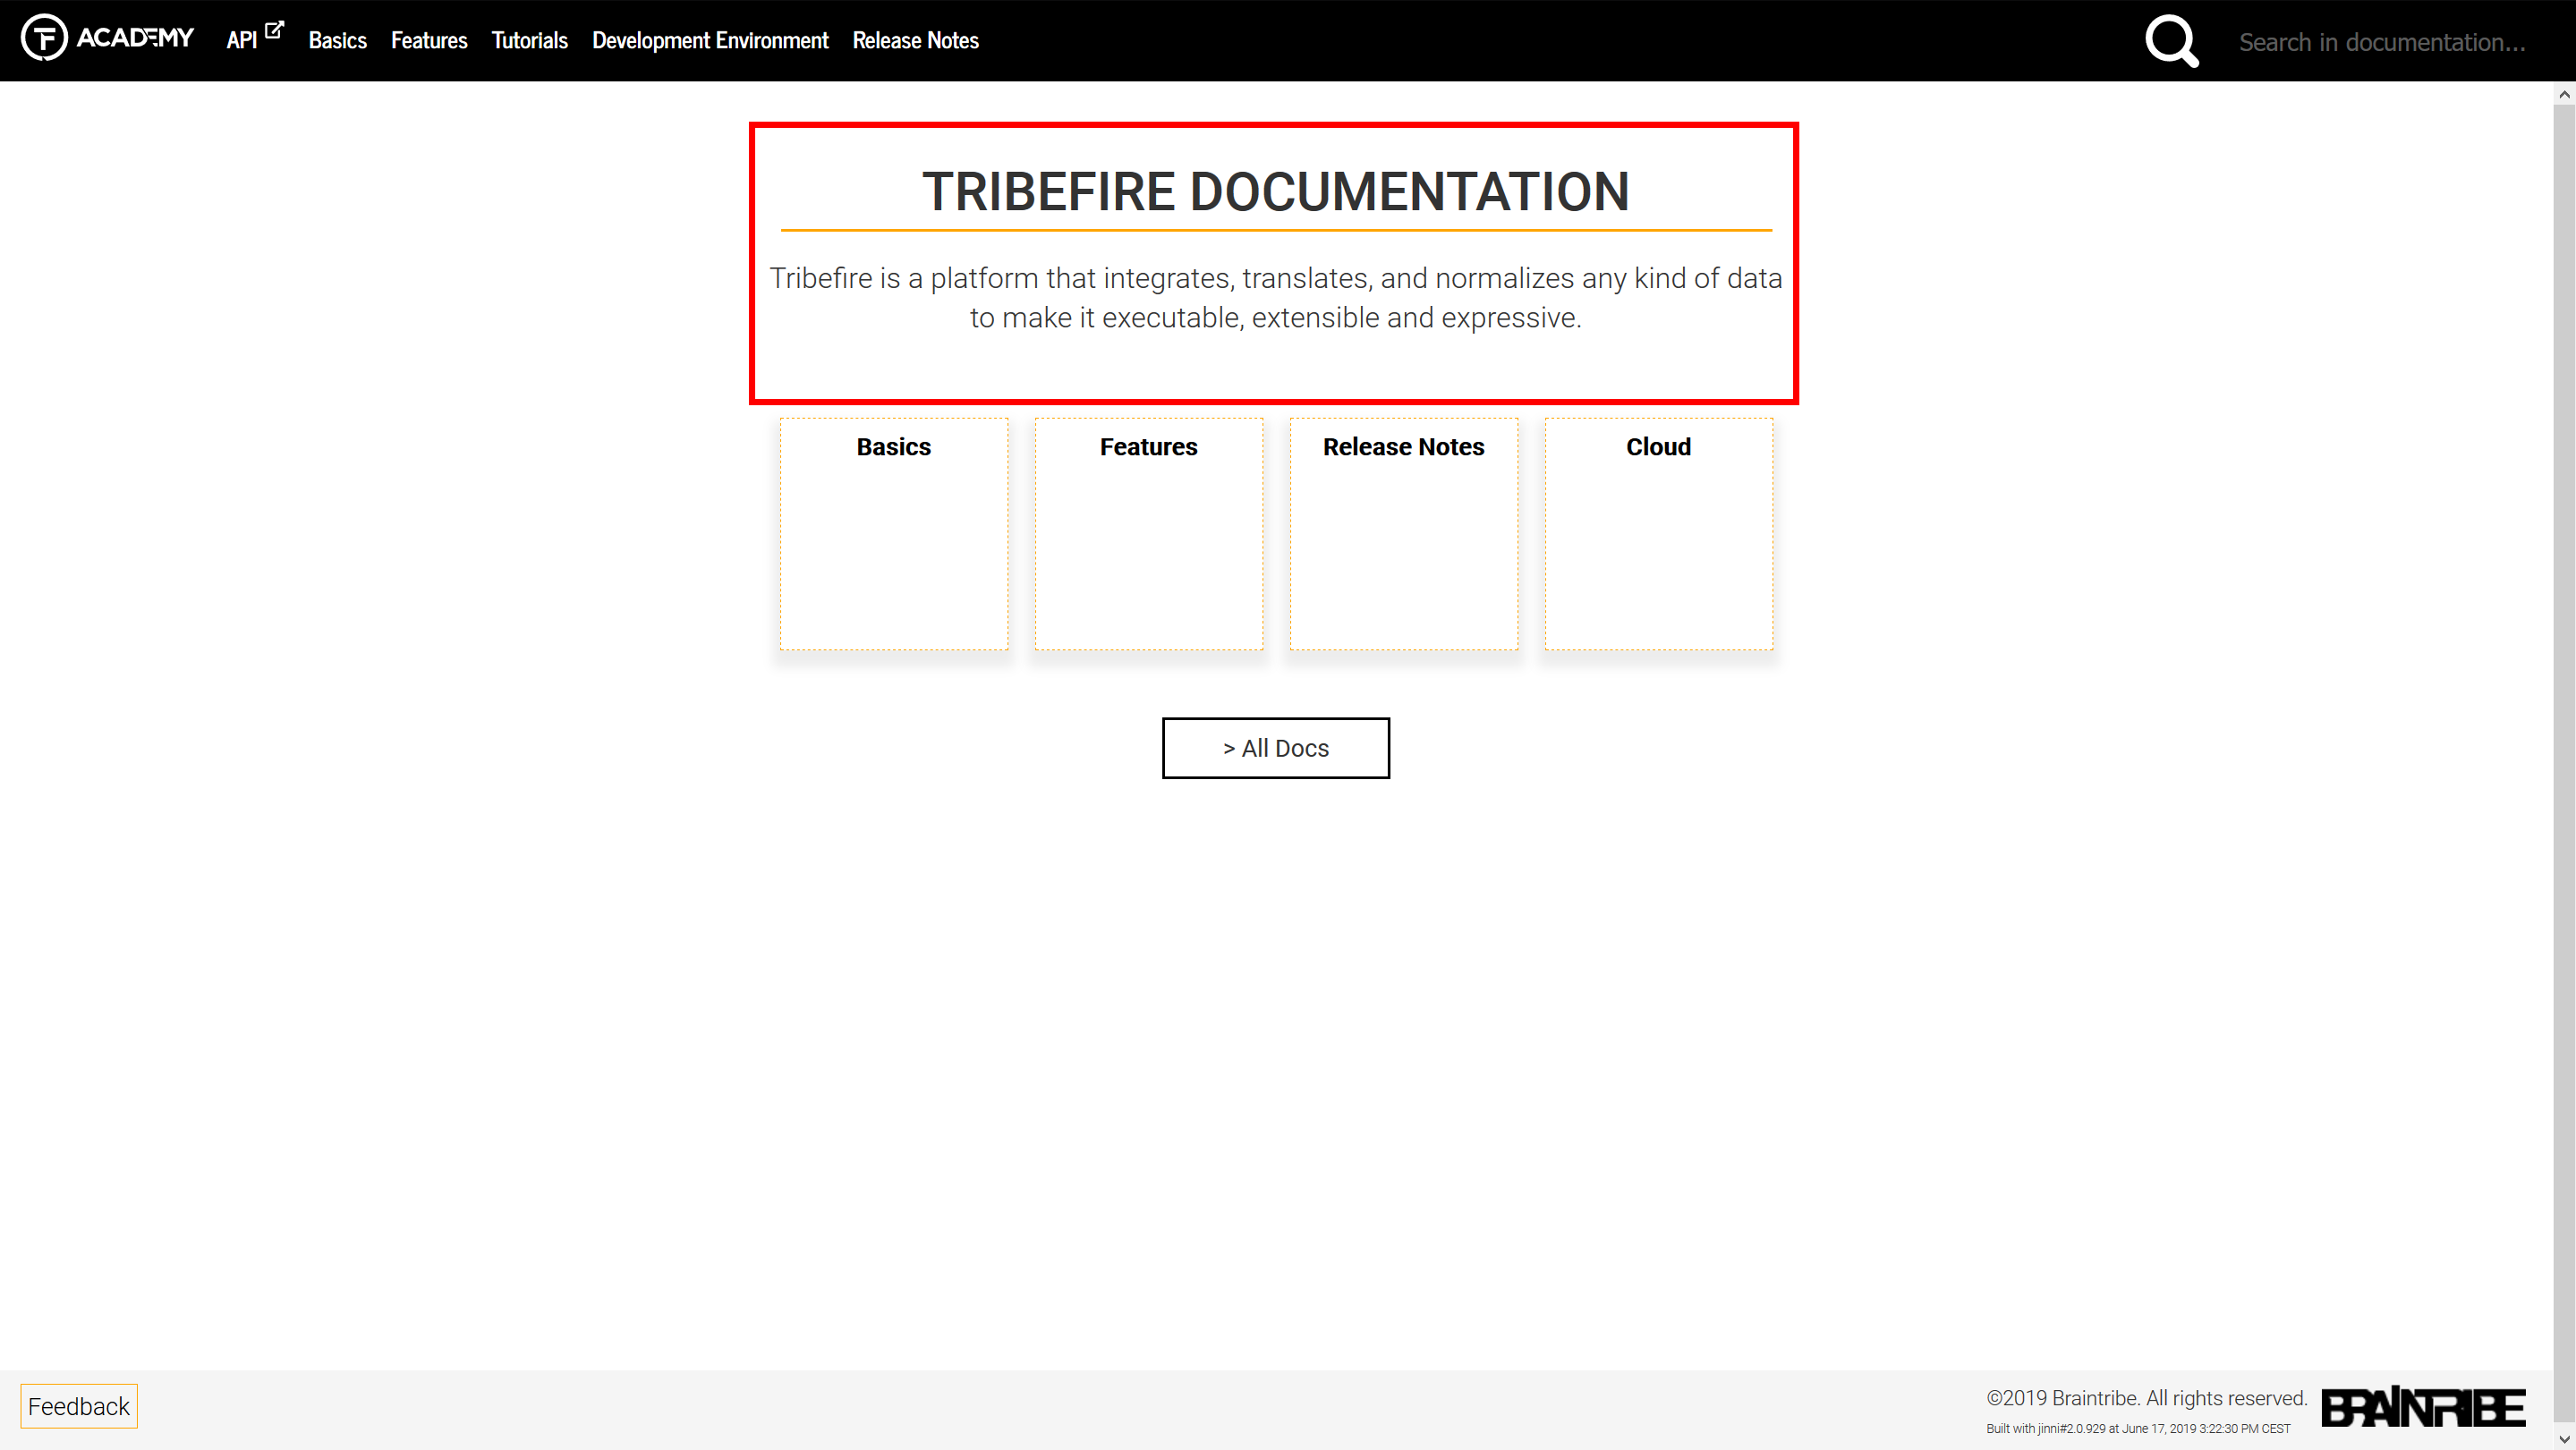 TF ACADEMY API Basics Features Tutorials Development Environment Release Notes Search in documentation...
TRIBEFIRE DOCUMENTATION
Tribefire is a platform that integrates, translates, and normalizes any kind of data
to make it executable, extensible and expressive.
Basics Features Release Notes Cloud
> All Docs
Feedback
©2019 Braintribe. All rights reserved.
Built with jinni#2.0.929 at June 17, 2019 3:22:30 PM CEST
BRAINTRIBE